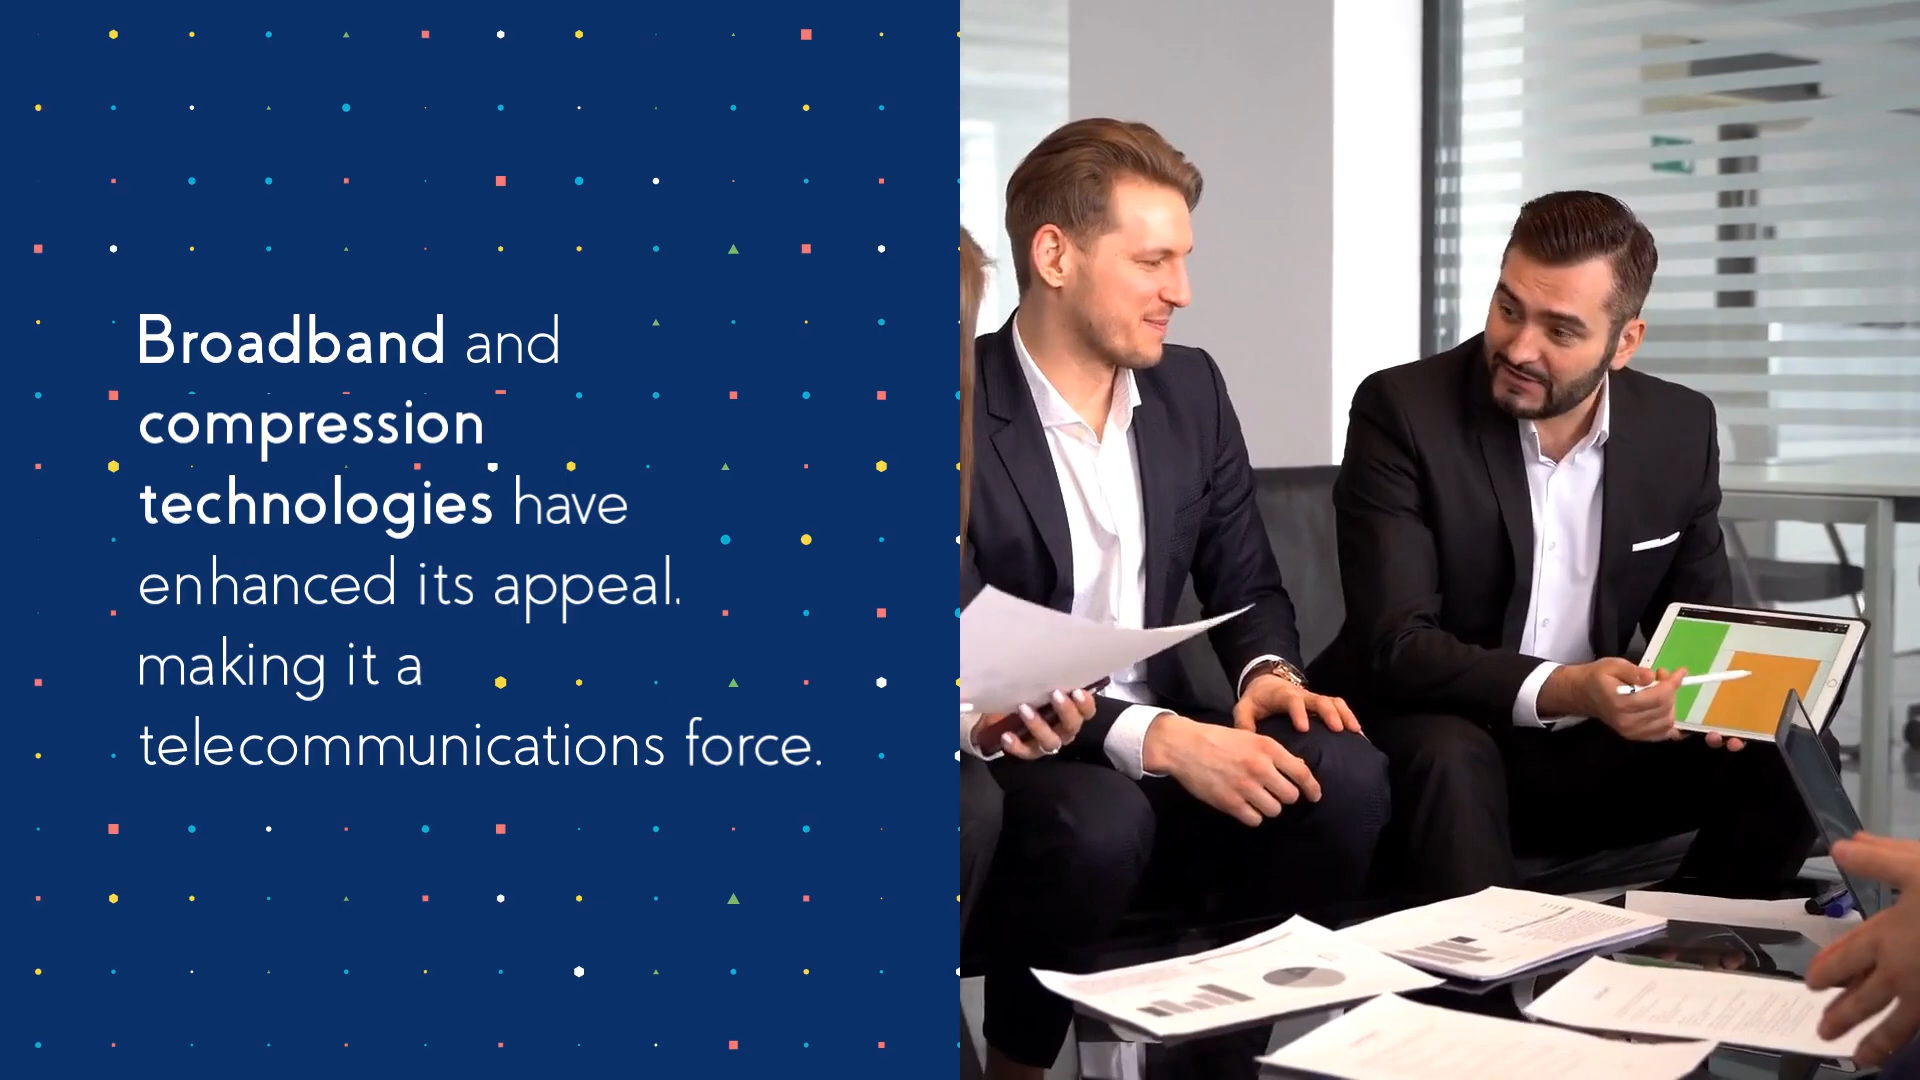 Broadband and
compression
technologies have
enhanced its appeal.
making it a
telecommunications force.